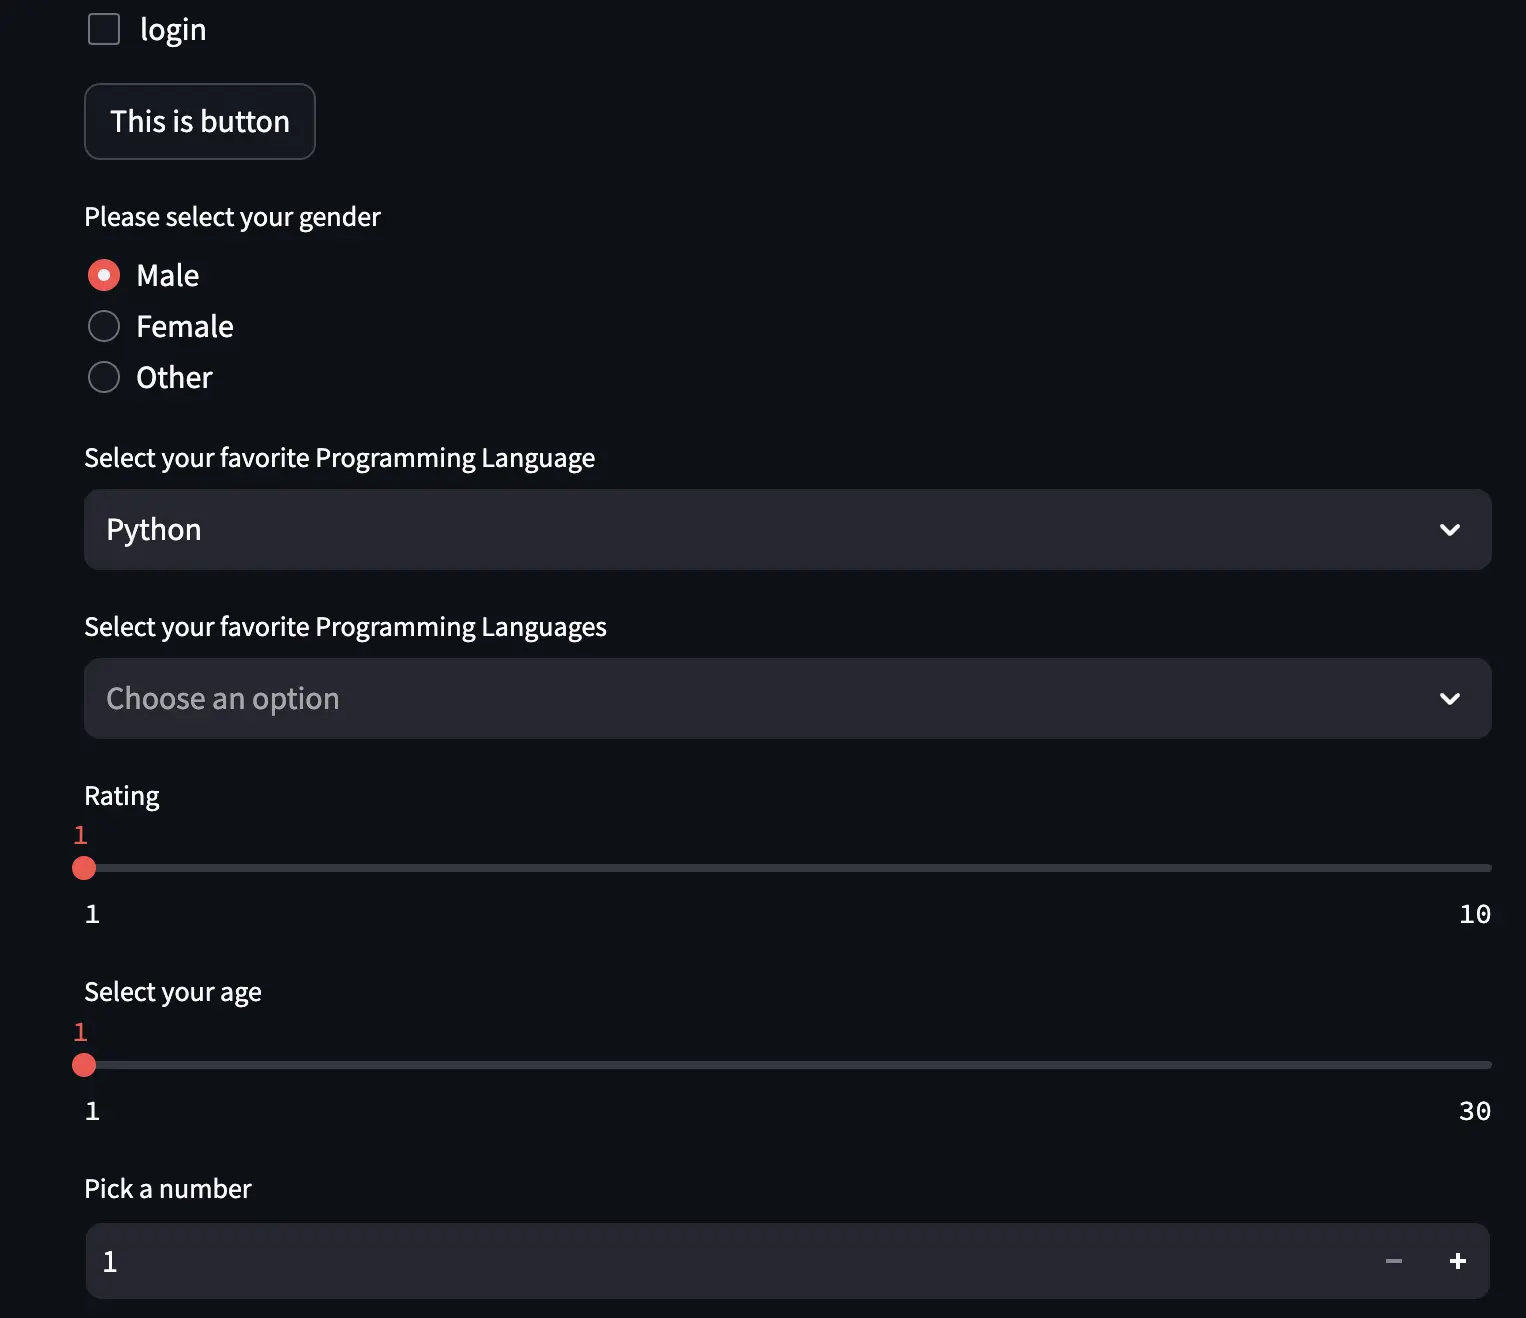 login
This is button
Please select your gender
Male
Female
Other
Select your favorite Programming Language
Python
Select your favorite Programming Languages
Choose an option
Rating
1
1 10
Select your age
1
1 30
Pick a number
1 − +